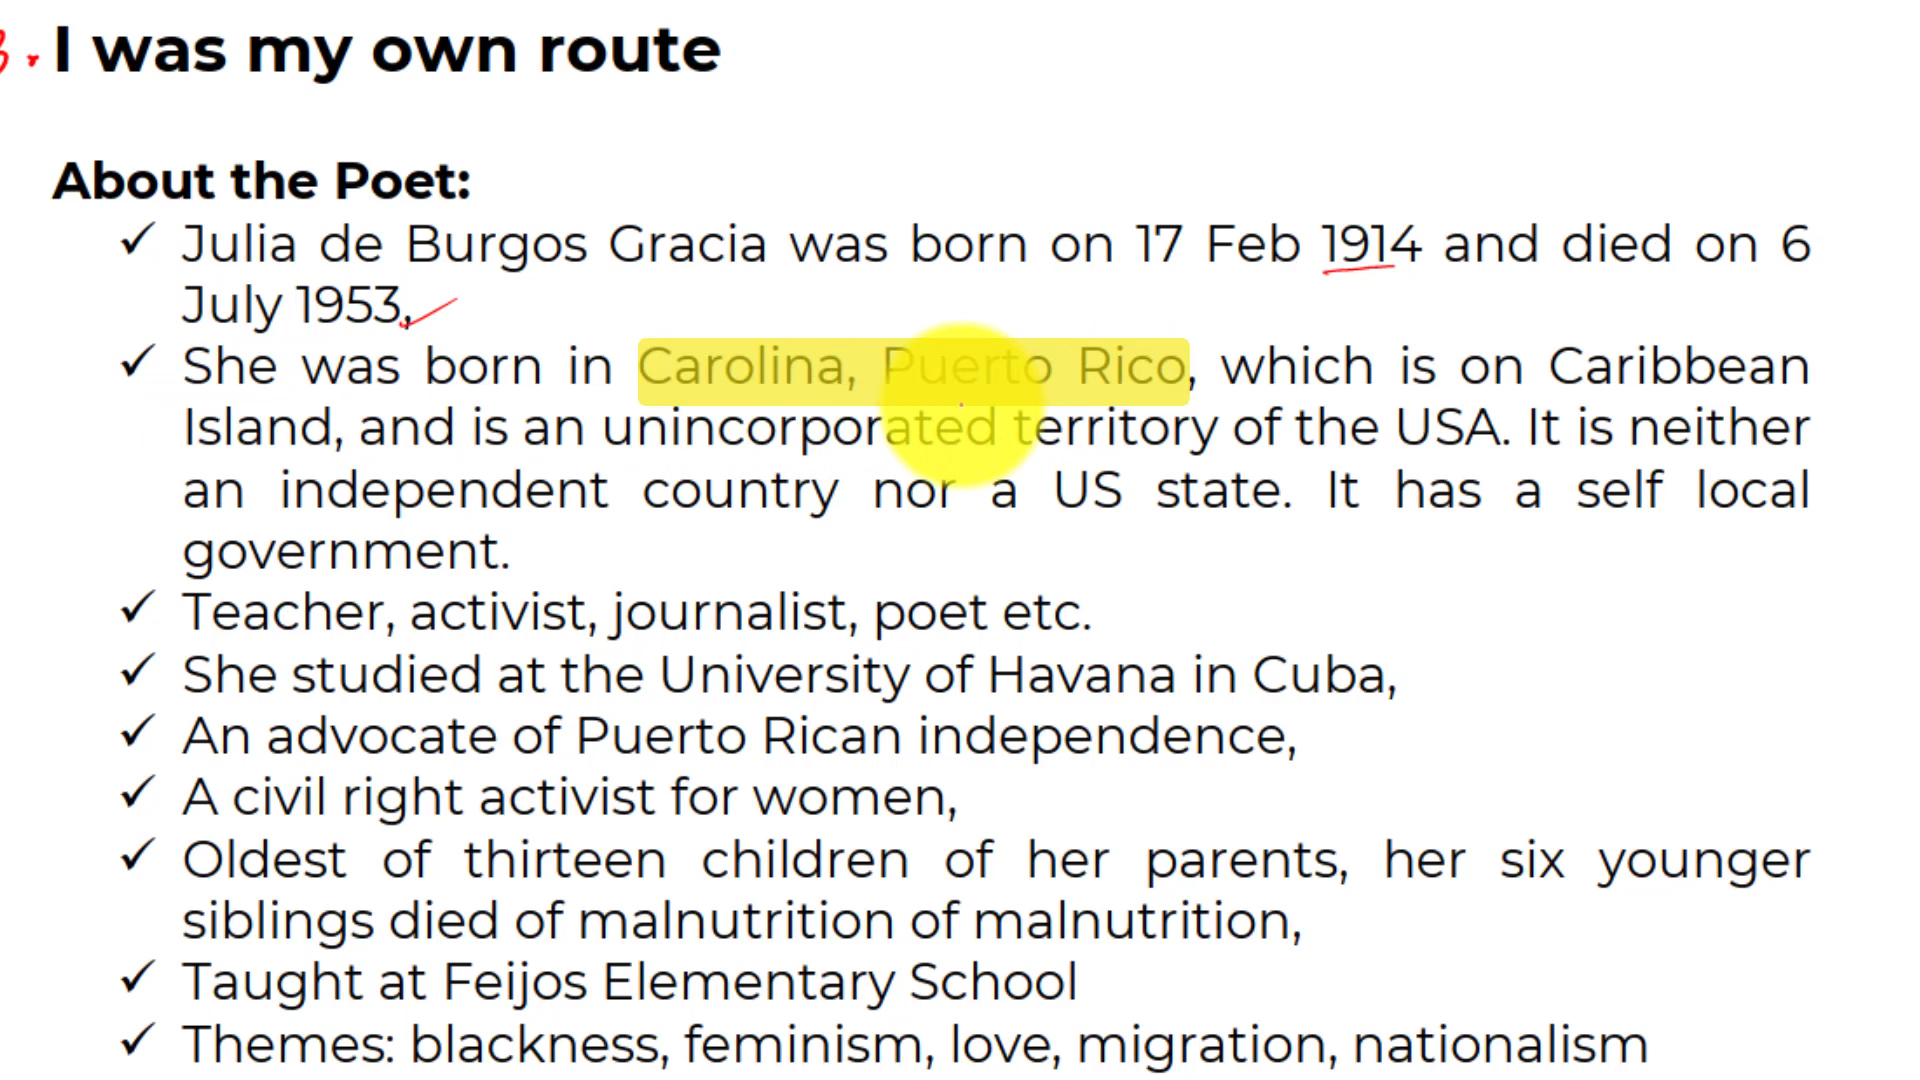 3. I was my own route
About the Poet:
✓ Julia de Burgos Gracia was born on 17 Feb 1914 and died on 6
July 1953,
✓ She was born in Carolina, Puerto Rico, which is on Caribbean
Island, and is an unincorporated territory of the USA. It is neither
an independent country nor a US state. It has a self local
government.
✓ Teacher, activist, journalist, poet etc.
✓ She studied at the University of Havana in Cuba,
✓ An advocate of Puerto Rican independence,
✓ A civil right activist for women,
✓ Oldest of thirteen children of her parents, her six younger
siblings died of malnutrition of malnutrition,
✓ Taught at Feijos Elementary School
✓ Themes: blackness, feminism, love, migration, nationalism